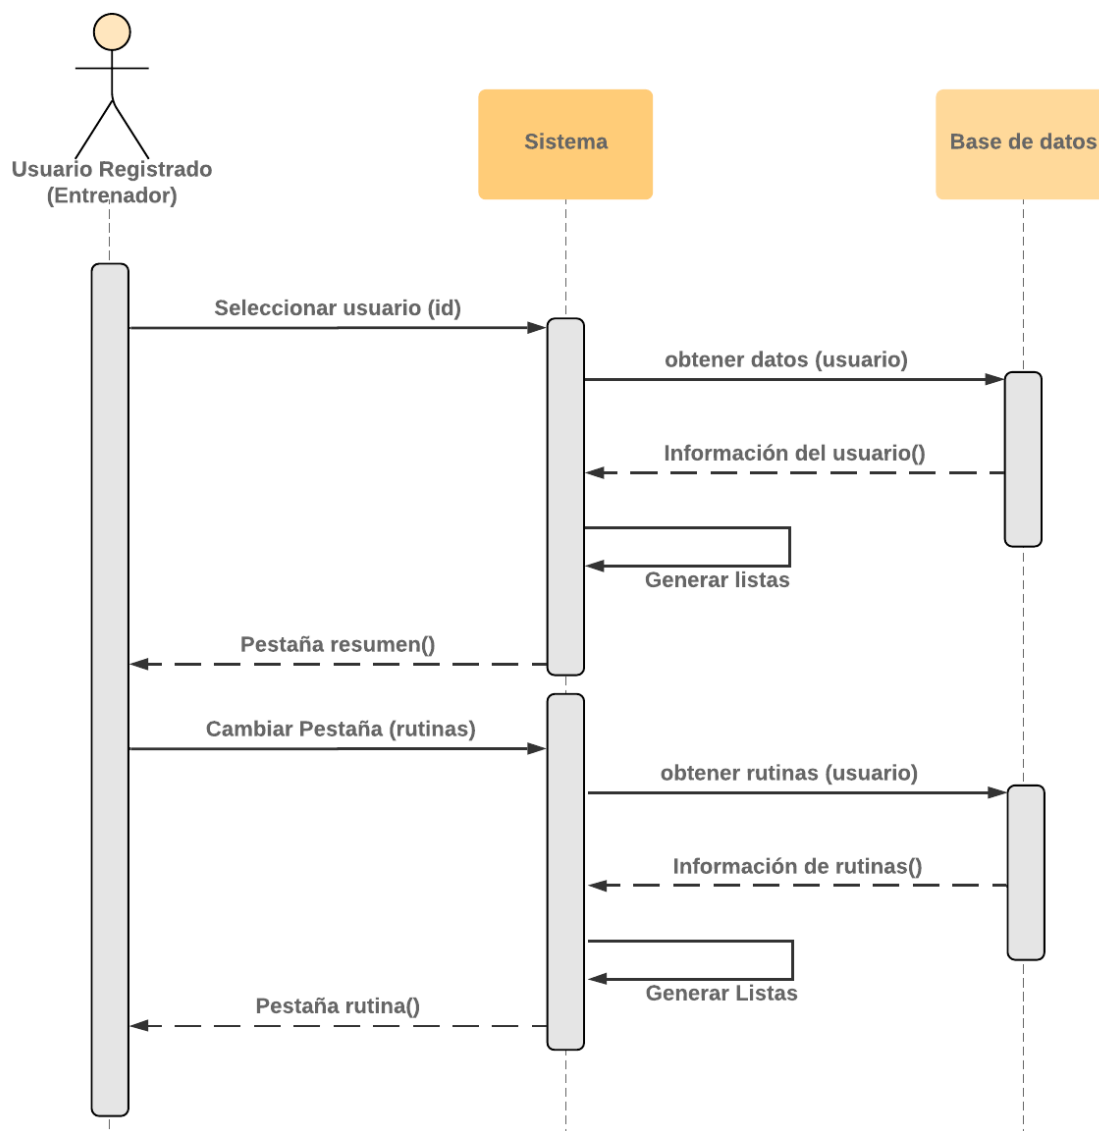 Usuario Registrado
(Entrenador)
Sistema
Base de datos
Seleccionar usuario (id)
obtener datos (usuario)
Información del usuario()
Generar listas
Pestaña resumen()
Cambiar Pestaña (rutinas)
obtener rutinas (usuario)
Información de rutinas()
Generar Listas
Pestaña rutina()